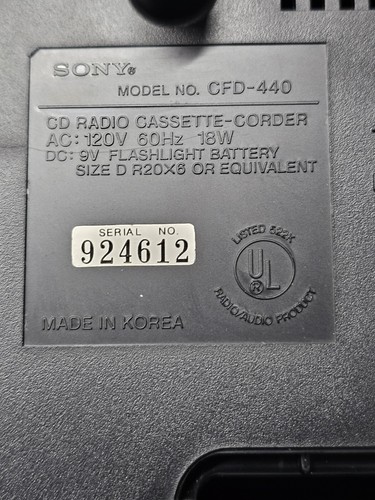 SONY®
MODEL NO. CFD-440
CD RADIO CASSETTE-CORDER
AC: 120V 60Hz 18W
DC: 9V FLASHLIGHT BATTERY
SIZE D R20X6 OR EQUIVALENT
SERIAL NO.
924612
LISTED 522X
UL®
RADIO/AUDIO PRODUCT
MADE IN KOREA